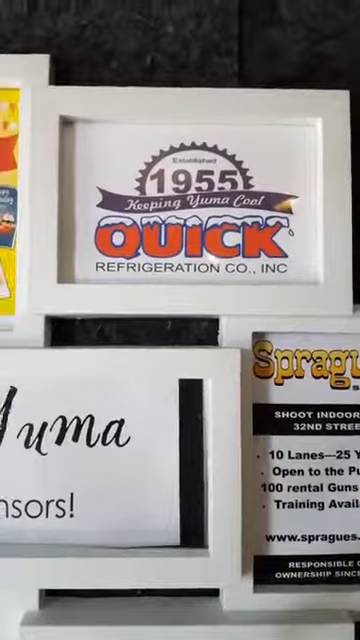 Established
1955
Keeping Yuma Cool
QUICK
REFRIGERATION CO., INC
Yuma
nsors!
Spragu
SHOOT INDOOR
32ND STREE
10 Lanes—25 Y
Open to the Pu
100 rental Guns
Training Avail
www.spragues.
RESPONSIBLE
OWNERSHIP SINC